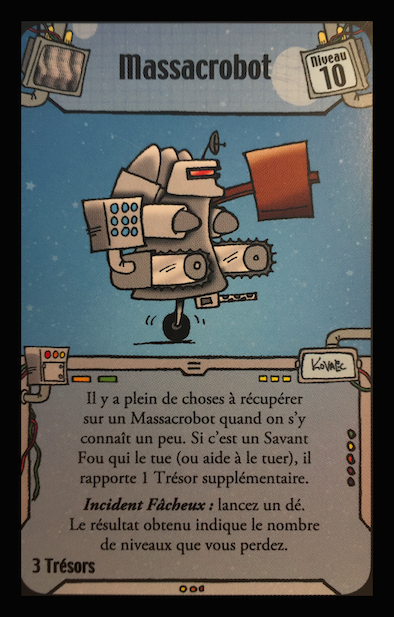 Massacrobot
Niveau
10
KOVALIC
Il y a plein de choses à récupérer
sur un Massacrobot quand on s'y
connaît un peu. Si c'est un Savant
Fou qui le tue (ou aide à le tuer), il
rapporte 1 Trésor supplémentaire.
Incident Fâcheux : lancez un dé.
Le résultat obtenu indique le nombre
de niveaux que vous perdez.
3 Trésors